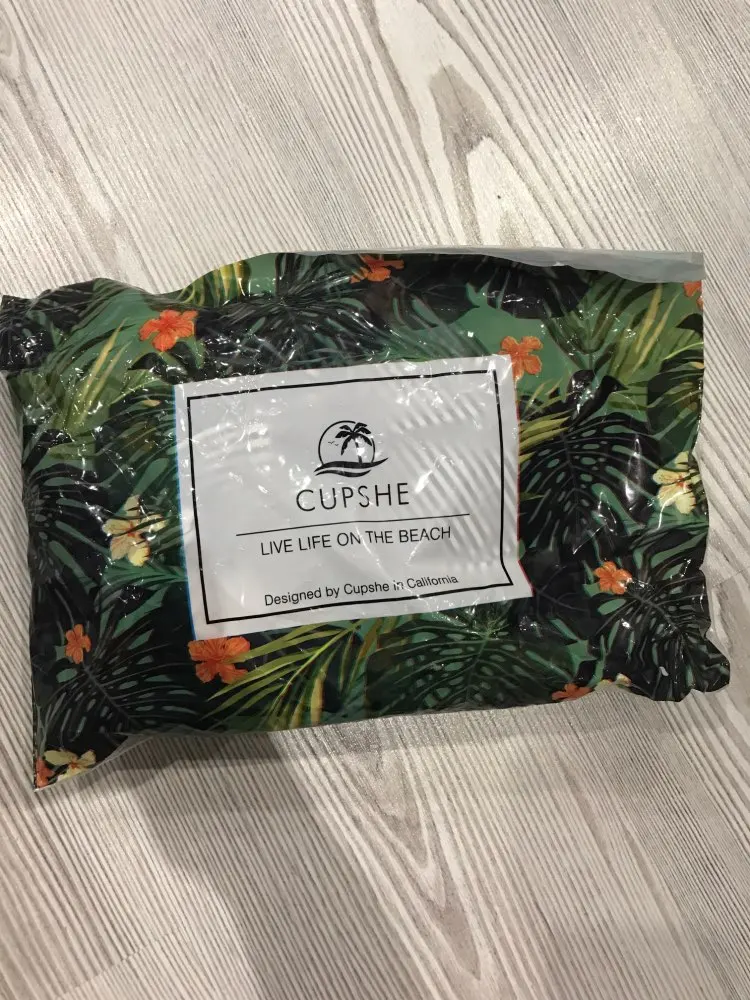 CUPSHE
LIVE LIFE ON THE BEACH
Designed by Cupshe in California